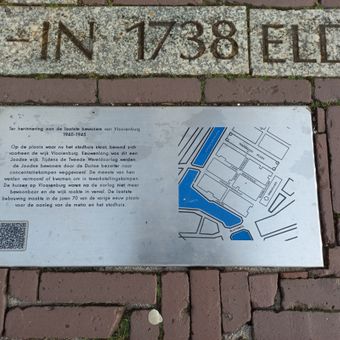 -IN 1738 ELD
Ter herinnering aan de laatste bewoners van Vlooienburg
1940-1945
Op de plaats waar nu het stadhuis staat, bevond zich
voorheen de wijk Vlooienburg. Eeuwenlang was dit een
Joodse wijk. Tijdens de Tweede Wereldoorlog werden
de Joodse bewoners door de Duitse bezetter naar
concentratiekampen weggevoerd. De meeste van hen
werden vermoord of kwamen om in
De huizen op Vlooienburg waren na de oorlog niet meer
bewoonbaar en de wijk raakte in verval. De laatste
bebouwing maakte in de jaren 70 van de vorige eeuw plaats
voor de aanleg van de metro en het stadhuis.